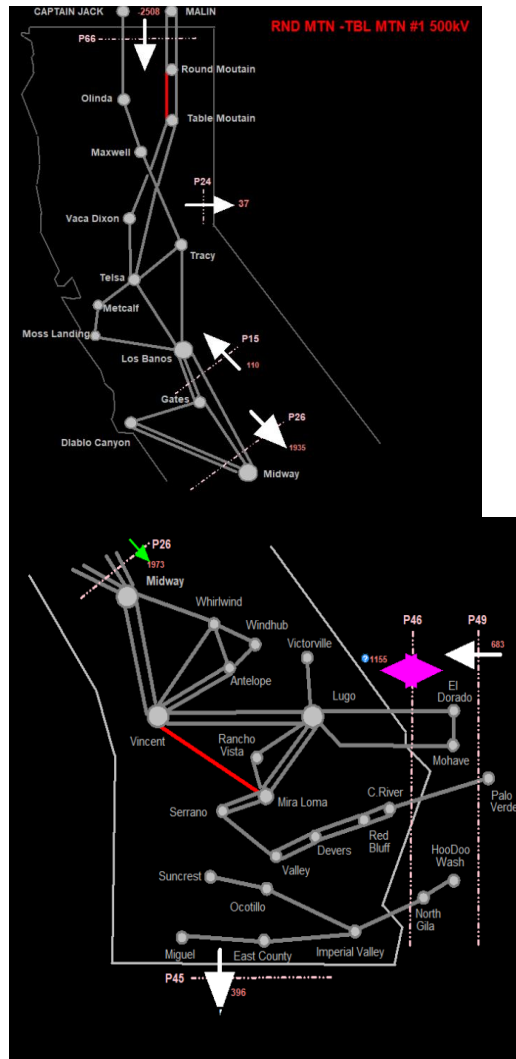 CAPTAIN JACK -2508 MALIN
RND MTN -TBL MTN #1 500kV
P66
Round Moutain
Olinda
Table Moutain
Maxwell
P24
37
Vaca Dixon
Tracy
Telsa
Metcalf
Moss Landing
P15
Los Banos
110
Gates
P26
Diablo Canyon
1935
Midway
P26
1973
Midway
Whirlwind
Windhub
Victorville
P46 P49
? 1155
683
Antelope
Lugo
El
Dorado
Vincent
Rancho
Vista
Mohave
C.River
Palo
Verde
Mira Loma
Serrano
Red
Bluff
Devers
Valley
HooDoo
Wash
Suncrest
Ocotillo
North
Gila
Miguel
East County
Imperial Valley
P45
396